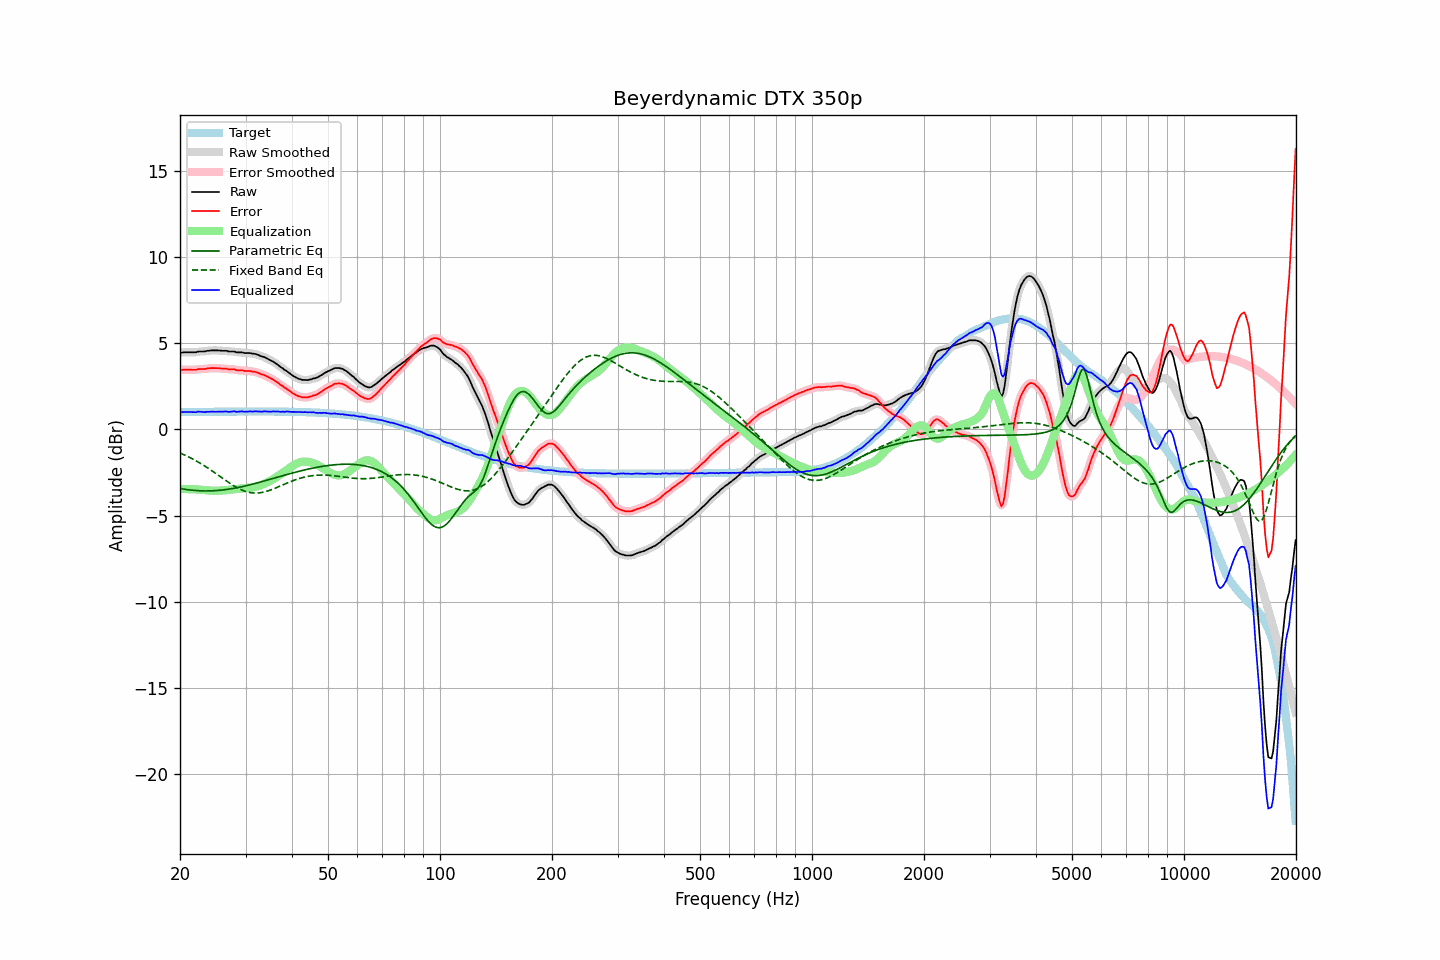 Beyerdynamic DTX 350p
Target
Raw Smoothed
Error Smoothed
Raw
Error
Equalization
Parametric Eq
Fixed Band Eq
Equalized
Amplitude (dBr)
15
10
5
0
−5
−10
−15
−20
20 50 100 200 500 1000 2000 5000 10000 20000
Frequency (Hz)